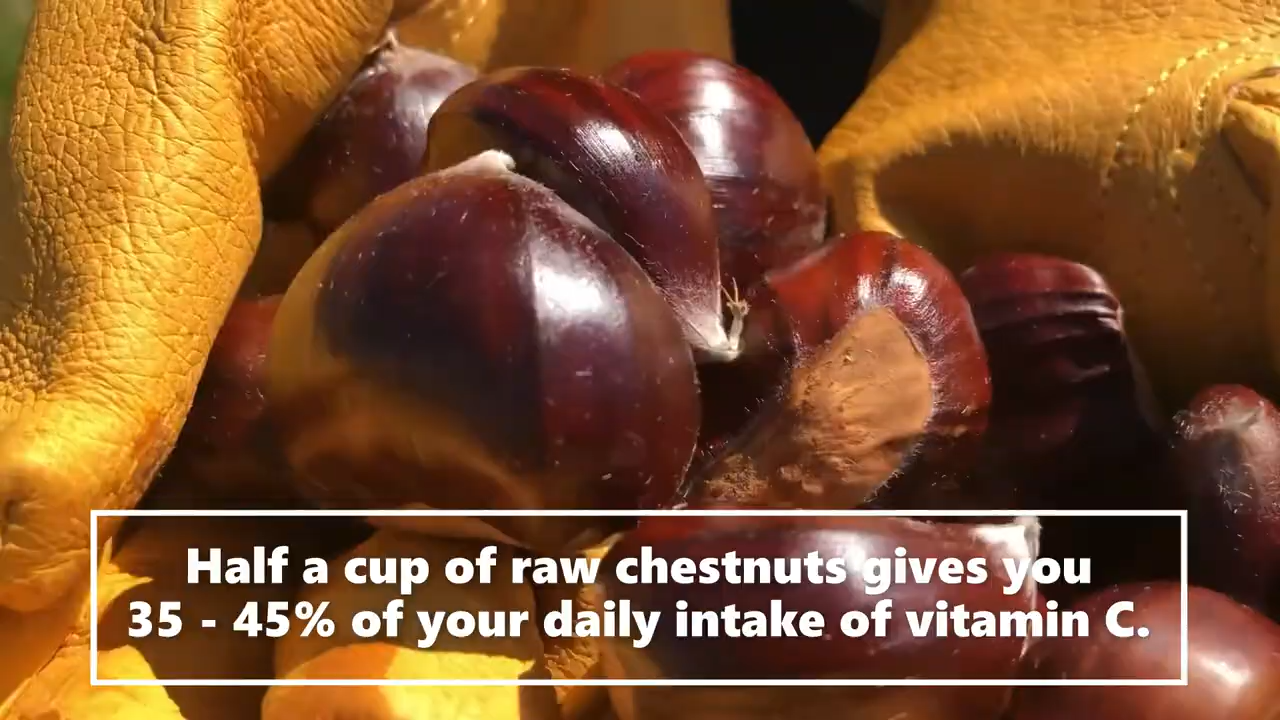 Half a cup of raw chestnuts gives you
35 - 45% of your daily intake of vitamin C.